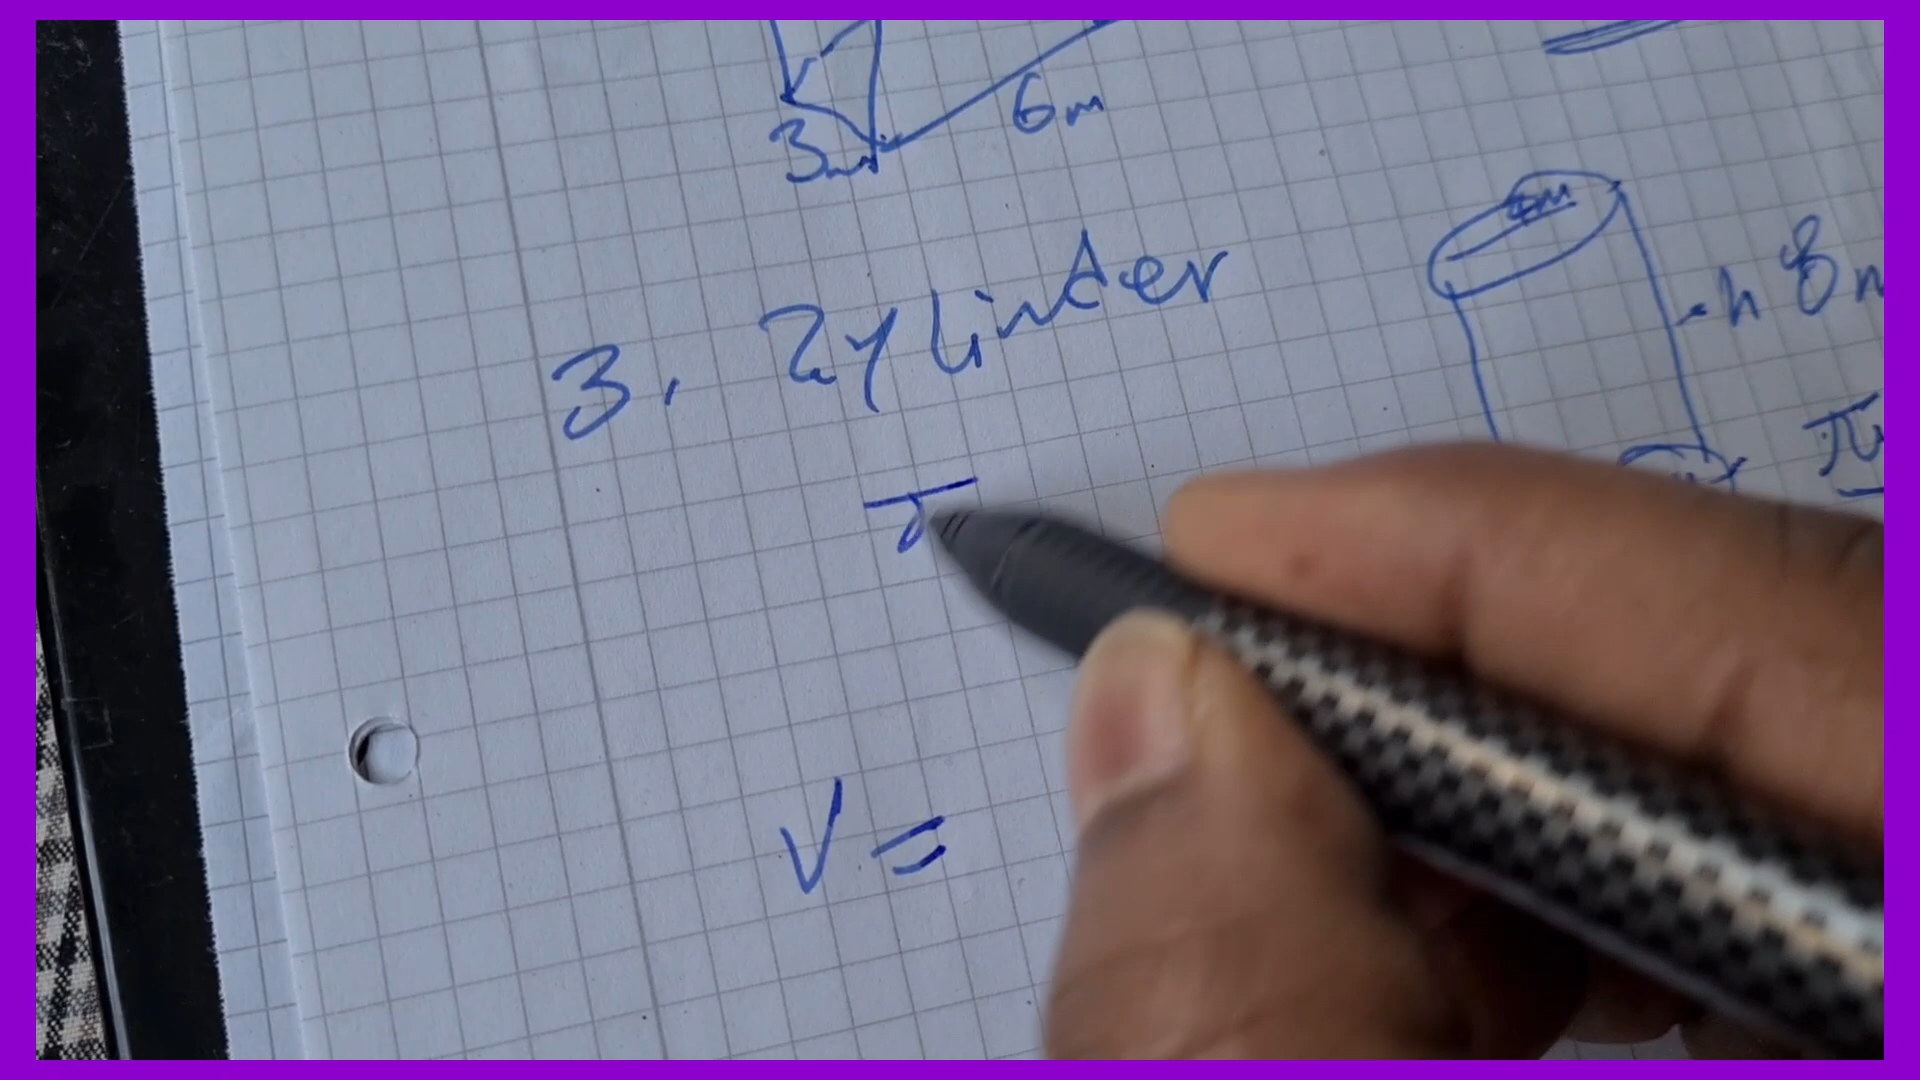 6m
3m
3. Zylinder
h 8m
π
π
V =